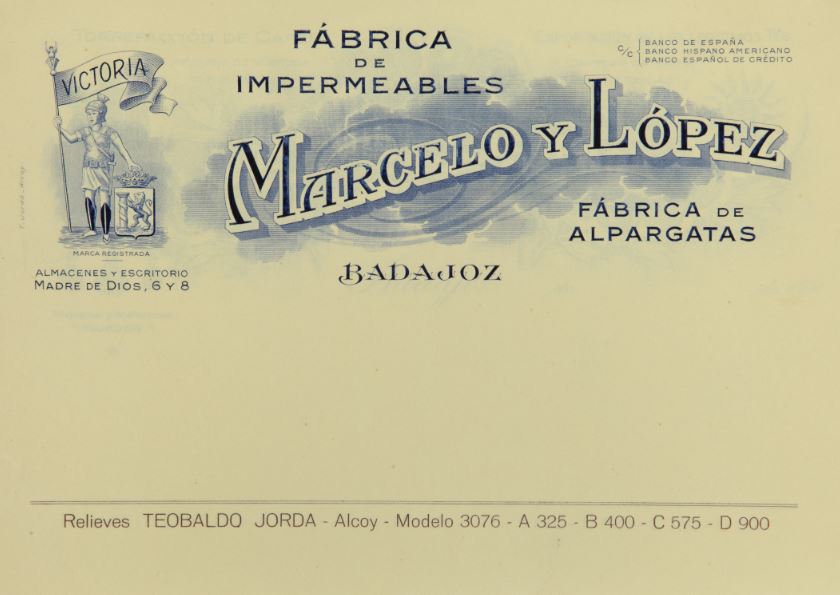 VICTORIA
MARCA REGISTRADA
ALMACENES Y ESCRITORIO
MADRE DE DIOS, 6 Y 8
FÁBRICA
DE
IMPERMEABLES
C/C
BANCO DE ESPAÑA
BANCO HISPANO AMERICANO
BANCO ESPAÑOL DE CRÉDITO
MARCELO Y LÓPEZ
FÁBRICA DE
ALPARGATAS
BADAJOZ
Relieves TEOBALDO JORDA - Alcoy - Modelo 3076 - A 325 - B 400 - C 575 - D 900